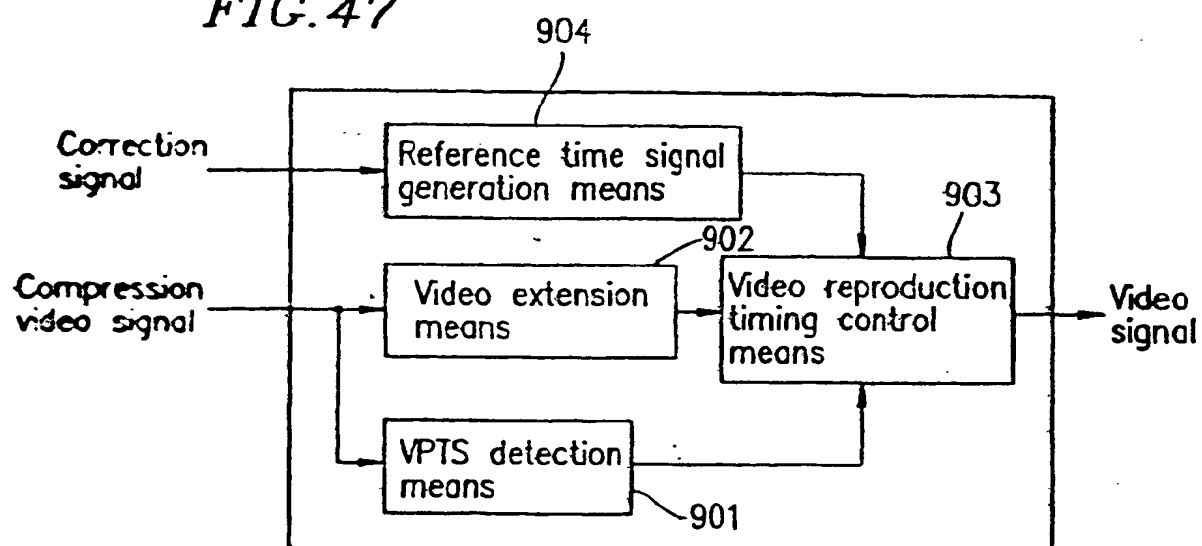 FIG. 47
904
Correction
signal
Reference time signal
generation means
903
902
Compression
video signal
Video extension
means
Video reproduction
timing control
means
Video
signal
VPTS detection
means
901